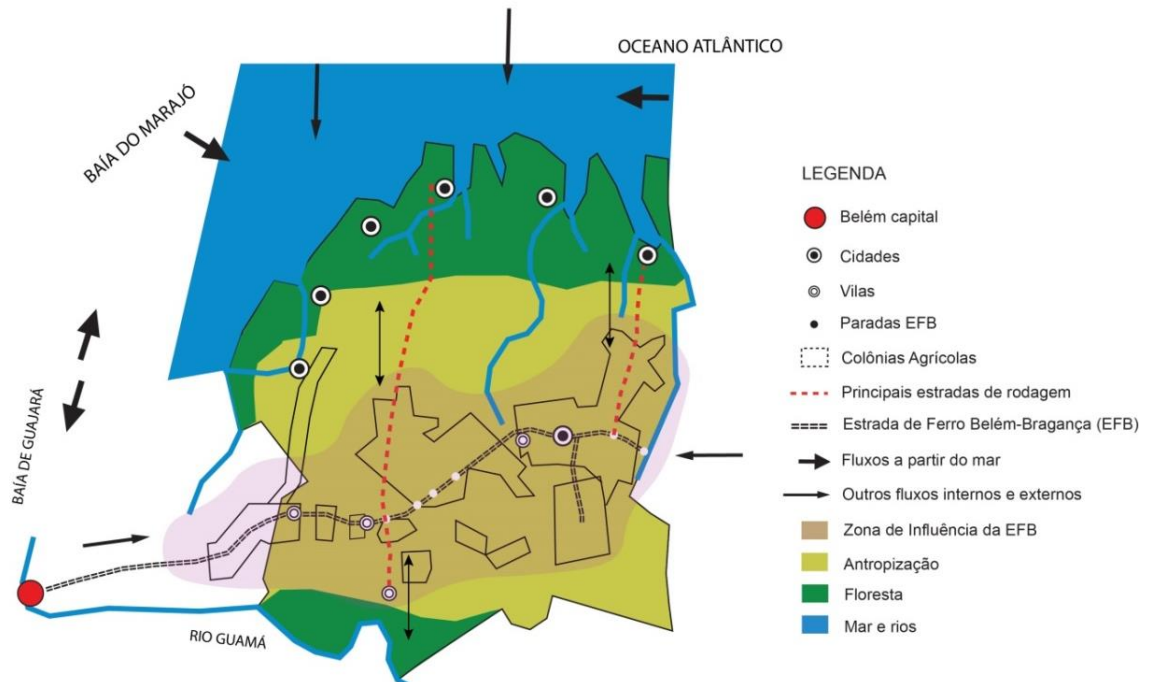 OCEANO ATLÂNTICO
BAÍA DO MARAJÓ
BAÍA DE GUAJARÁ
RIO GUAMÁ
LEGENDA
Belém capital
Cidades
Vilas
Paradas EFB
Colônias Agrícolas
Principais estradas de rodagem
Estrada de Ferro Belém-Bragança (EFB)
Fluxos a partir do mar
Outros fluxos internos e externos
Zona de Influência da EFB
Antropização
Floresta
Mar e rios